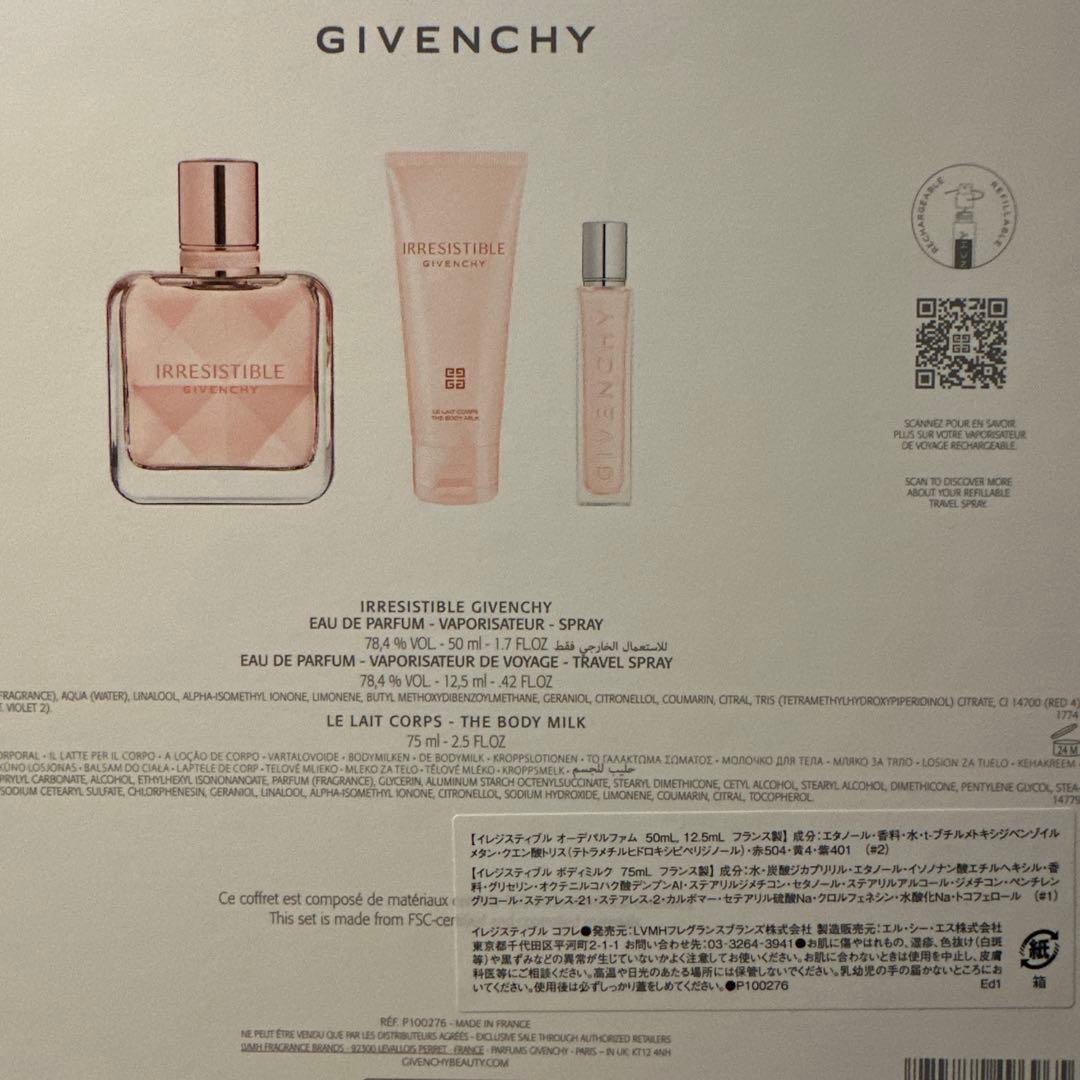 GIVENCHY
IRRESISTIBLE
GIVENCHY
IRRESISTIBLE
GIVENCHY
LE LAIT CORPS
THE BODY MILK
GIVENCHY
RECHARGEABLE
REFILLABLE
SCANNEZ POUR EN SAVOIR
PLUS SUR VOTRE VAPORISATEUR
DE VOYAGE RECHARGEABLE.
SCAN TO DISCOVER MORE
ABOUT YOUR REFILLABLE
TRAVEL SPRAY.
IRRESISTIBLE GIVENCHY
EAU DE PARFUM - VAPORISATEUR - SPRAY
78,4 % VOL. - 50 ml - 1.7 FL.OZ للاستعمال الخارجي فقط
EAU DE PARFUM - VAPORISATEUR DE VOYAGE - TRAVEL SPRAY
78,4 % VOL. - 12,5 ml - .42 FL.OZ
FRAGRANCE), AQUA (WATER), LINALOOL, ALPHA-ISOMETHYL IONONE, LIMONENE, BUTYL METHOXYDIBENZOYLMETHANE, GERANIOL, CITRONELLOL, COUMARIN, CITRAL, TRIS (TETRAMETHYLHYDROXYPIPERIDINOL) CITRATE, CI 14700 (RED 4)
VIOLET 2). 1774
LE LAIT CORPS - THE BODY MILK
75 ml - 2.5 FL.OZ
24 M
ORPORAL • IL LATTE PER IL CORPO • A LOÇÃO DE CORPO • VARTALOVOIDE • BODYMILKEN • DE BODYMILK • KROPPSLOTIONEN • ΤΟ ΓΑΛΑΚΤΩΜΑ ΣΩΜΑΤΟΣ • МОЛОЧКО ДЛЯ ТЕЛА • МЛЯКО ЗА ТЯЛО • LOSION ZA TIJELO • KEHAKREEM •
KŪNO LOSJONAS • BALSAM DO CIAŁA • LAPTELE DE CORP • TELOVÉ MLIEKO • MLEKO ZA TELO • TĚLOVÉ MLÉKO • KROPPSMELK • حليب للجسم
PRYLYL CARBONATE, ALCOHOL, ETHYLHEXYL ISONONANOATE, PARFUM (FRAGRANCE), GLYCERIN, ALUMINUM STARCH OCTENYLSUCCINATE, STEARYL DIMETHICONE, CETYL ALCOHOL, STEARYL ALCOHOL, DIMETHICONE, PENTYLENE GLYCOL, STEA-
SODIUM CETEARYL SULFATE, CHLORPHENESIN, GERANIOL, LINALOOL, ALPHA-ISOMETHYL IONONE, CITRONELLOL, SODIUM HYDROXIDE, LIMONENE, COUMARIN, CITRAL, TOCOPHEROL. 14779
【イレジスティブル オーデパルファム 50mL, 12.5mL フランス製】成分：エタノール・香料・水・t-ブチルメトキシジベンゾイル
メタン・クエン酸トリス(テトラメチルヒドロキシピペリジノール)・赤504・黄4・紫401 (#2)
【イレジスティブル ボディミルク 75mL フランス製】成分：水・炭酸ジカプリリル・エタノール・イソノナン酸エチルヘキシル・香
料・グリセリン・オクテニルコハク酸デンプンAl・ステアリルジメチコン・セタノール・ステアリルアルコール・ジメチコン・ペンチレン
グリコール・ステアレス-21・ステアレス-2・カルボマー・セテアリル硫酸Na・クロルフェネシン・水酸化Na・トコフェロール (#1)
Ce coffret est composé de matériaux
This set is made from FSC-cer
イレジスティブル コフレ●発売元：LVMHフレグランスブランズ株式会社 製造販売元：エル・シー・エス株式会社
東京都千代田区平河町2-1-1 お問い合わせ先：03-3264-3941●お肌に傷やはれもの、湿疹、色抜け(白斑
等)や黒ずみなどの異常が生じていないかよく注意してお使いください。お肌に合わないときは使用を中止し、皮膚
科医等にご相談ください。高温や日光のあたる場所には保管しないでください。乳幼児の手の届かないところにお
いてください。使用後は必ずしっかり蓋をしめてください。●P100276 Ed1
紙
箱
RÉF. P100276 - MADE IN FRANCE
NE PEUT ÊTRE VENDU QUE PAR LES DISTRIBUTEURS AGRÉÉS - EXCLUSIVE SALE THROUGH AUTHORIZED RETAILERS
LVMH FRAGRANCE BRANDS - 92300 LEVALLOIS PERRET - FRANCE - PARFUMS GIVENCHY - PARIS - IN UK: KT12 4NH
GIVENCHYBEAUTY.COM